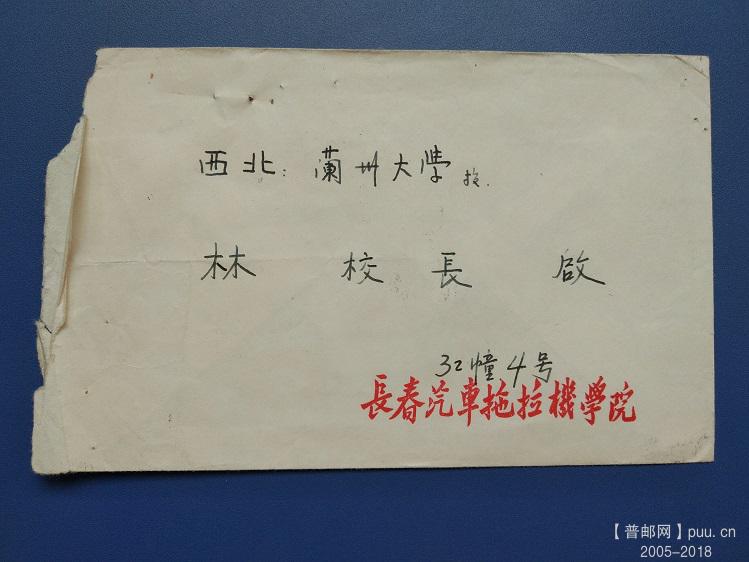 西北：蘭州大學 投.
林 校 長 啟
32幢4号
長春汽車拖拉機學院
【普邮网】puu.cn
2005-2018